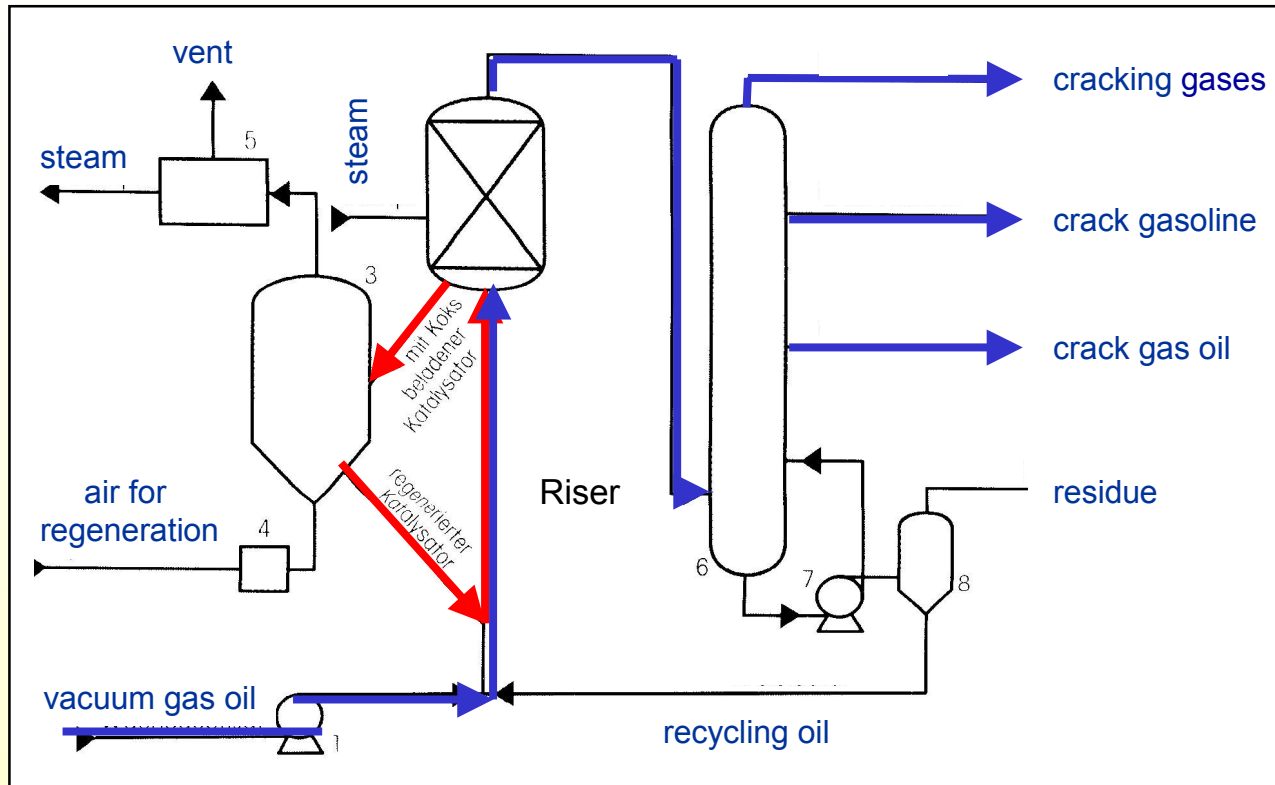 vent
steam
5
steam
3
mit Koks
beladener
Katalysator
regenerierter
Katalysator
air for
regeneration
4
Riser
vacuum gas oil
1
recycling oil
6
7
8
cracking gases
crack gasoline
crack gas oil
residue